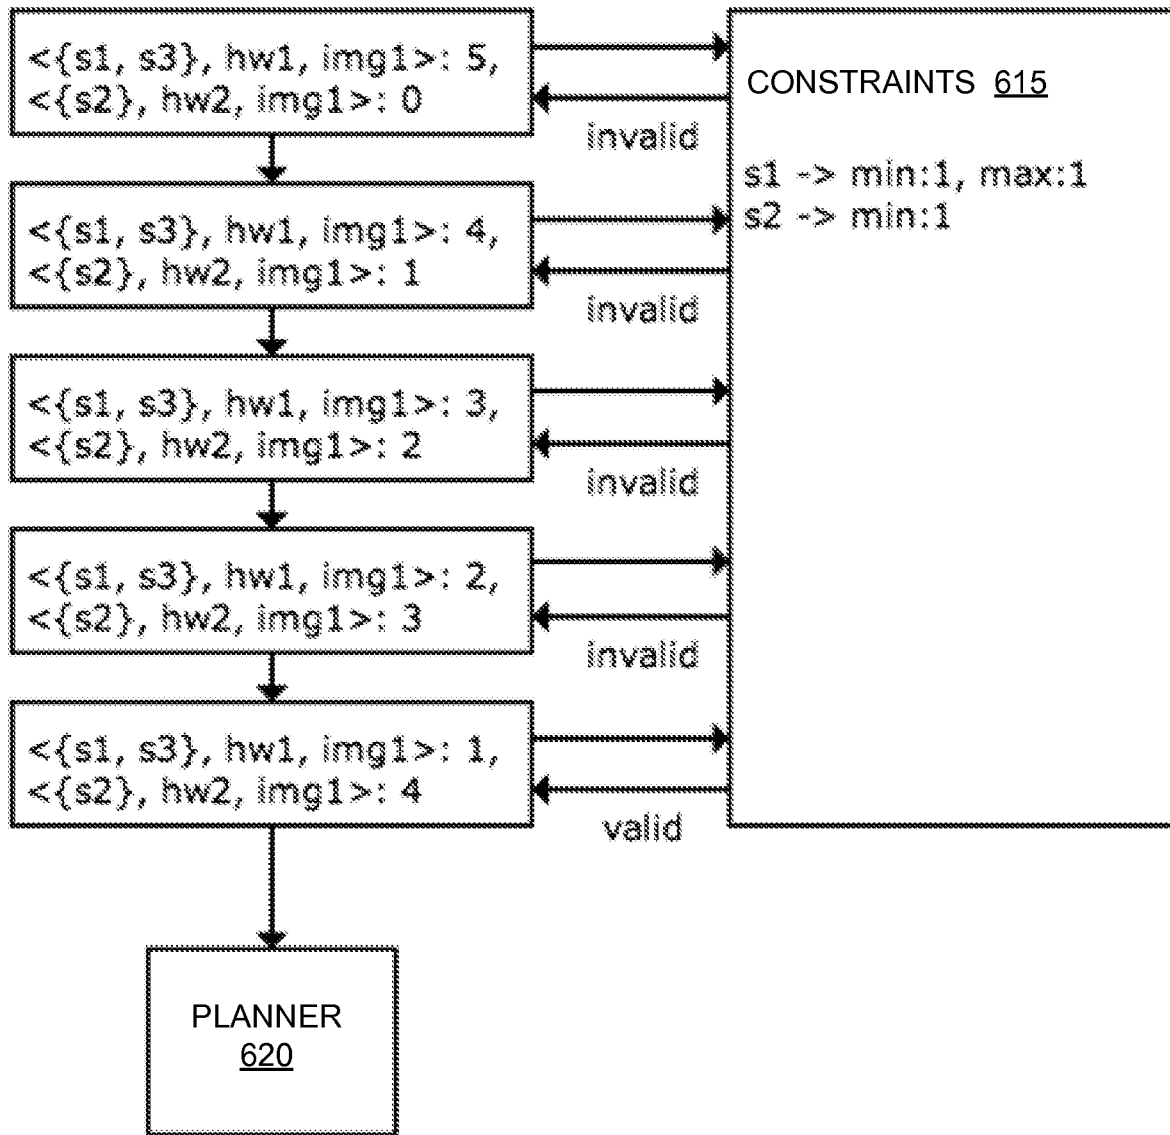 <{s1, s3}, hw1, img1>: 5,
<{s2}, hw2, img1>: 0
invalid
CONSTRAINTS 615
s1 -> min:1, max:1
s2 -> min:1
<{s1, s3}, hw1, img1>: 4,
<{s2}, hw2, img1>: 1
invalid
<{s1, s3}, hw1, img1>: 3,
<{s2}, hw2, img1>: 2
invalid
<{s1, s3}, hw1, img1>: 2,
<{s2}, hw2, img1>: 3
invalid
<{s1, s3}, hw1, img1>: 1,
<{s2}, hw2, img1>: 4
valid
PLANNER
620